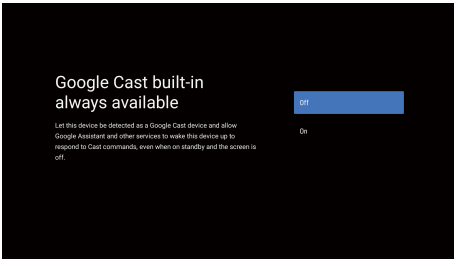 Google Cast built-in
always available
Let this device be detected as a Google Cast device and allow
Google Assistant and other services to wake this device up to
respond to Cast commands, even when on standby and the screen is
off.
Off
On